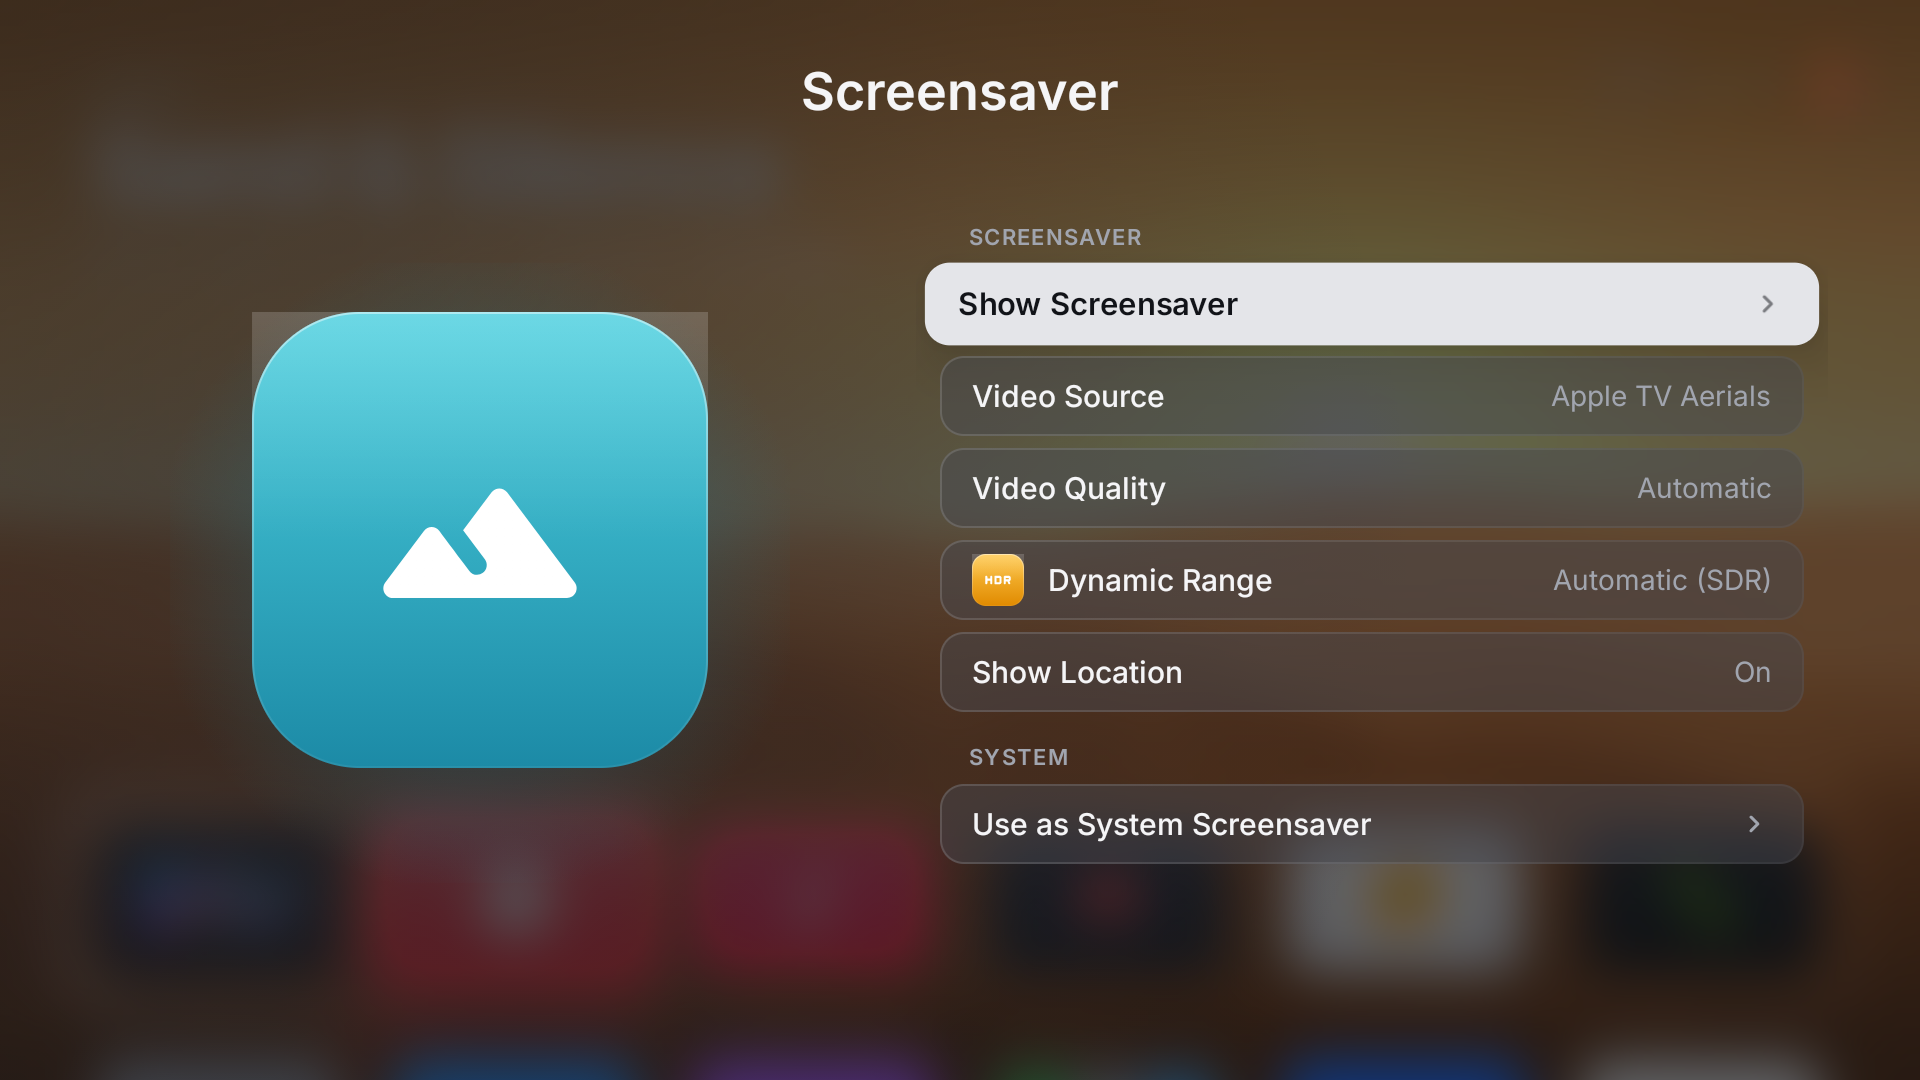 Screensaver
SCREENSAVER
Show Screensaver
Video Source Apple TV Aerials
Video Quality Automatic
HDR Dynamic Range Automatic (SDR)
Show Location On
SYSTEM
Use as System Screensaver